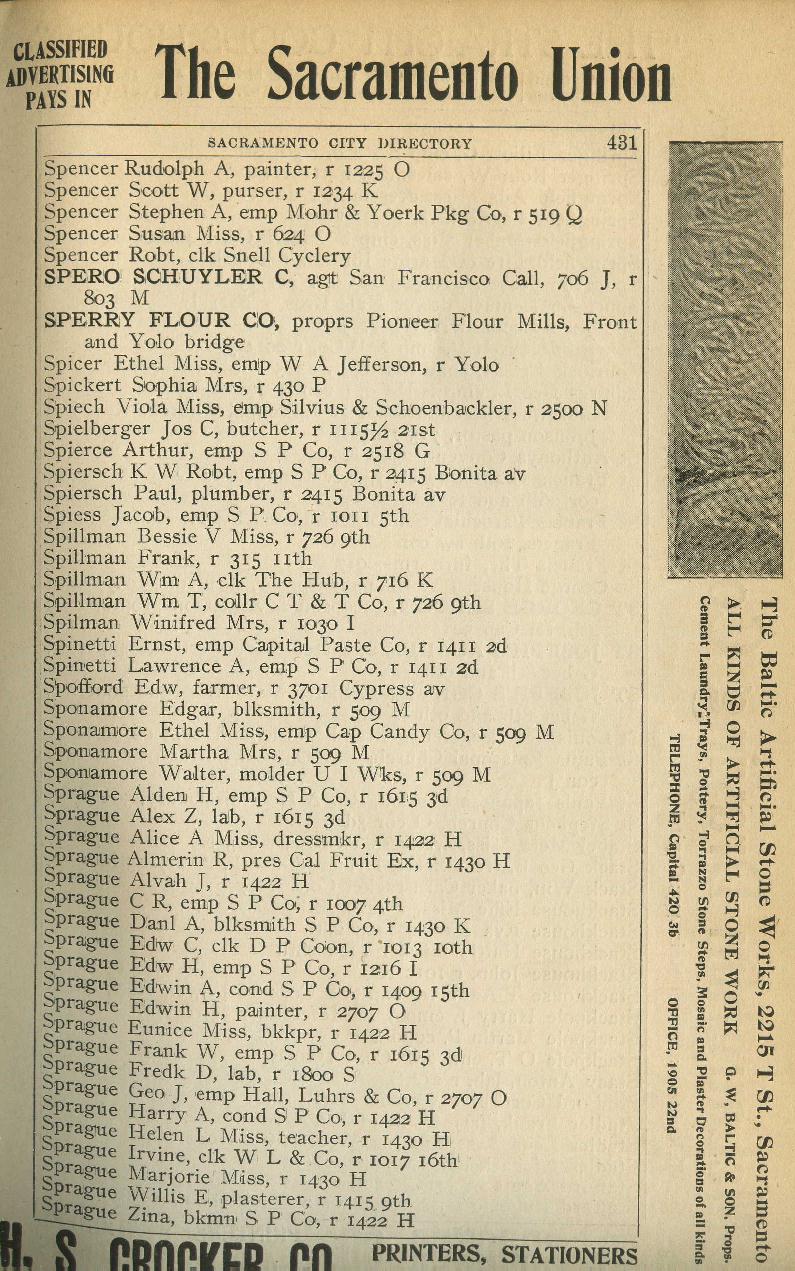 CLASSIFIED
ADVERTISING
PAYS IN
The Sacramento Union
SACRAMENTO CITY DIRECTORY 431
Spencer Rudolph A, painter, r 1225 O
Spencer Scott W, purser, r 1234 K
Spencer Stephen A, emp Mohr & Yoerk Pkg Co, r 519 Q
Spencer Susan Miss, r 624 O
Spencer Robt, clk Snell Cyclery
SPERO SCHUYLER C, agt San Francisco Call, 706 J, r
803 M
SPERRY FLOUR CO, proprs Pioneer Flour Mills, Front
and Yolo bridge
Spicer Ethel Miss, emp W A Jefferson, r Yolo
Spickert Sophia Mrs, r 430 P
Spiech Viola Miss, emp Silvius & Schoenbackler, r 2500 N
Spielberger Jos C, butcher, r 1115½ 21st
Spierce Arthur, emp S P Co, r 2518 G
Spiersch K W Robt, emp S P Co, r 2415 Bonita av
Spiersch Paul, plumber, r 2415 Bonita av
Spiess Jacob, emp S P Co, r 1011 5th
Spillman Bessie V Miss, r 726 9th
Spillman Frank, r 315 11th
Spillman Wm A, clk The Hub, r 716 K
Spillman Wm T, collr C T & T Co, r 726 9th
Spilman Winifred Mrs, r 1030 I
Spinetti Ernst, emp Capital Paste Co, r 1411 2d
Spinetti Lawrence A, emp S P Co, r 1411 2d
Spofford Edw, farmer, r 3701 Cypress av
Sponamore Edgar, blksmith, r 509 M
Sponamore Ethel Miss, emp Cap Candy Co, r 509 M
Sponamore Martha Mrs, r 509 M
Sponamore Walter, molder U I Wks, r 509 M
Sprague Alden H, emp S P Co, r 1615 3d
Sprague Alex Z, lab, r 1615 3d
Sprague Alice A Miss, dressmkr, r 1422 H
Sprague Almerin R, pres Cal Fruit Ex, r 1430 H
Sprague Alvah J, r 1422 H
Sprague C R, emp S P Co, r 1007 4th
Sprague Danl A, blksmith S P Co, r 1430 K
Sprague Edw C, clk D P Coon, r 1013 10th
Sprague Edw H, emp S P Co, r 1216 I
Sprague Edwin A, cond S P Co, r 1409 15th
Sprague Edwin H, painter, r 2707 O
Sprague Eunice Miss, bkkpr, r 1422 H
Sprague Frank W, emp S P Co, r 1615 3d
Sprague Fredk D, lab, r 1800 S
Sprague Geo J, emp Hall, Luhrs & Co, r 2707 O
Sprague Harry A, cond S P Co, r 1422 H
Sprague Helen L Miss, teacher, r 1430 H
Sprague Irvine, clk W L & Co, r 1017 16th
Sprague Marjorie Miss, r 1430 H
Sprague Willis E, plasterer, r 1415 9th
Sprague Zina, bkmn S P Co, r 1422 H
H. S. CROCKER CO. PRINTERS, STATIONERS
The Baltic Artificial Stone Works, 2215 T St., Sacramento
ALL KINDS OF ARTIFICIAL STONE WORK G. W. BALTIC & SON, Props.
Cement Laundry Trays, Pottery, Torrazzo Stone Steps, Mosaic and Plaster Decorations of all kinds
TELEPHONE, Capital 420 3b OFFICE, 1905 22nd